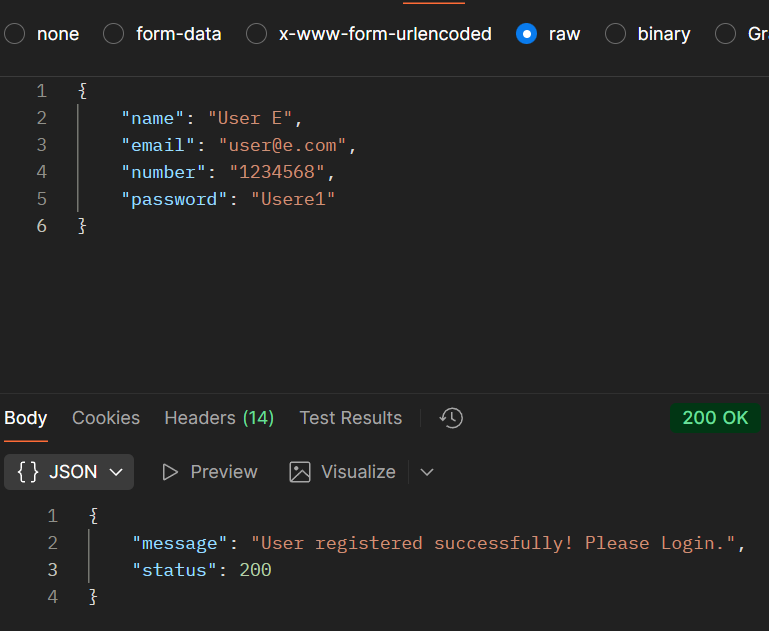 none form-data x-www-form-urlencoded raw binary Gr
1 {
2 "name": "User E",
3 "email": "user@e.com",
4 "number": "1234568",
5 "password": "Usere1"
6 }
Body Cookies Headers (14) Test Results 200 OK
{} JSON Preview Visualize
1 {
2 "message": "User registered successfully! Please Login.",
3 "status": 200
4 }